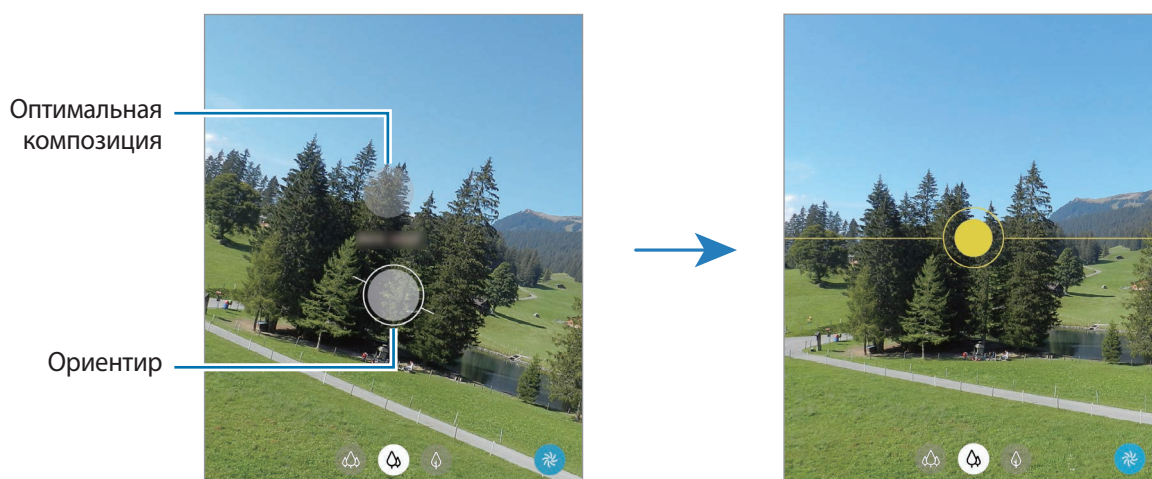 Оптимальная
композиция
Ориентир